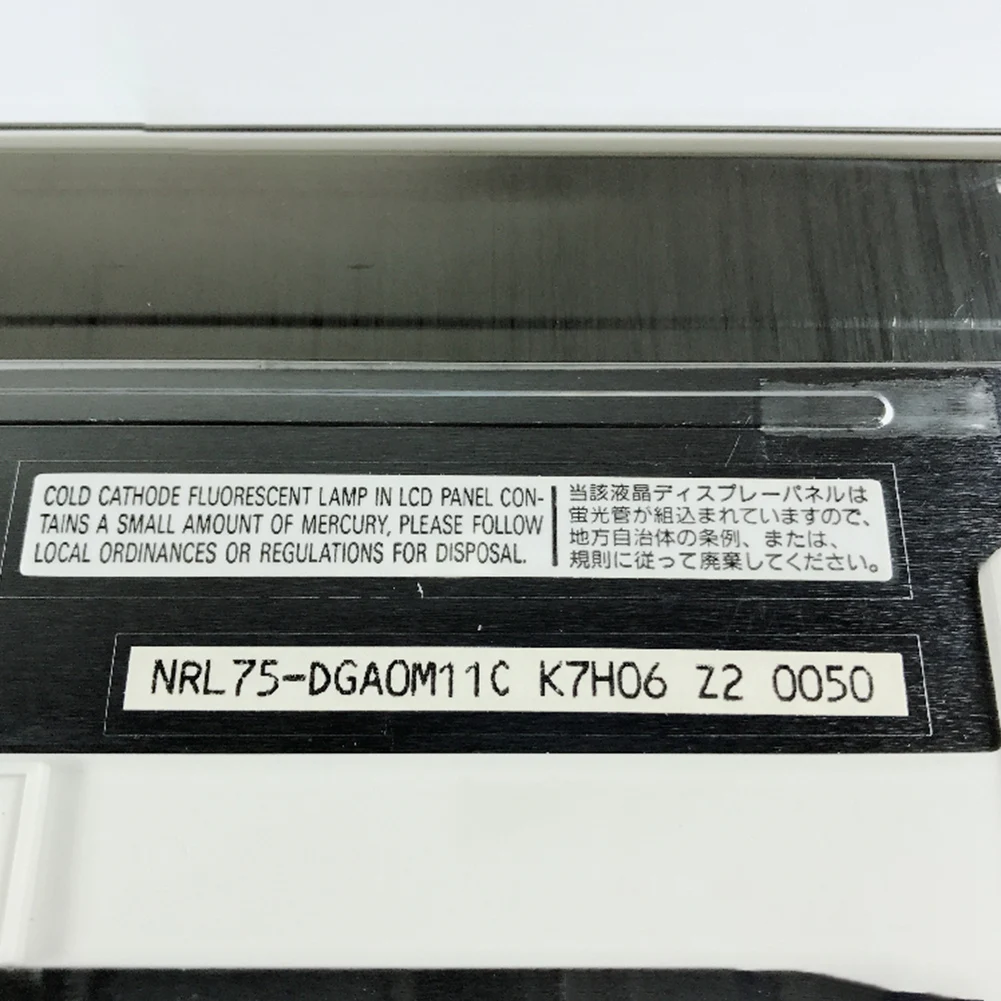 COLD CATHODE FLUORESCENT LAMP IN LCD PANEL CON-
TAINS A SMALL AMOUNT OF MERCURY, PLEASE FOLLOW
LOCAL ORDINANCES OR REGULATIONS FOR DISPOSAL.
当該液晶ディスプレーパネルは
蛍光管が組込まれていますので、
地方自治体の条例、または、
規則に従って廃棄してください。
NRL75-DGA0M11C K7H06 Z2 0050